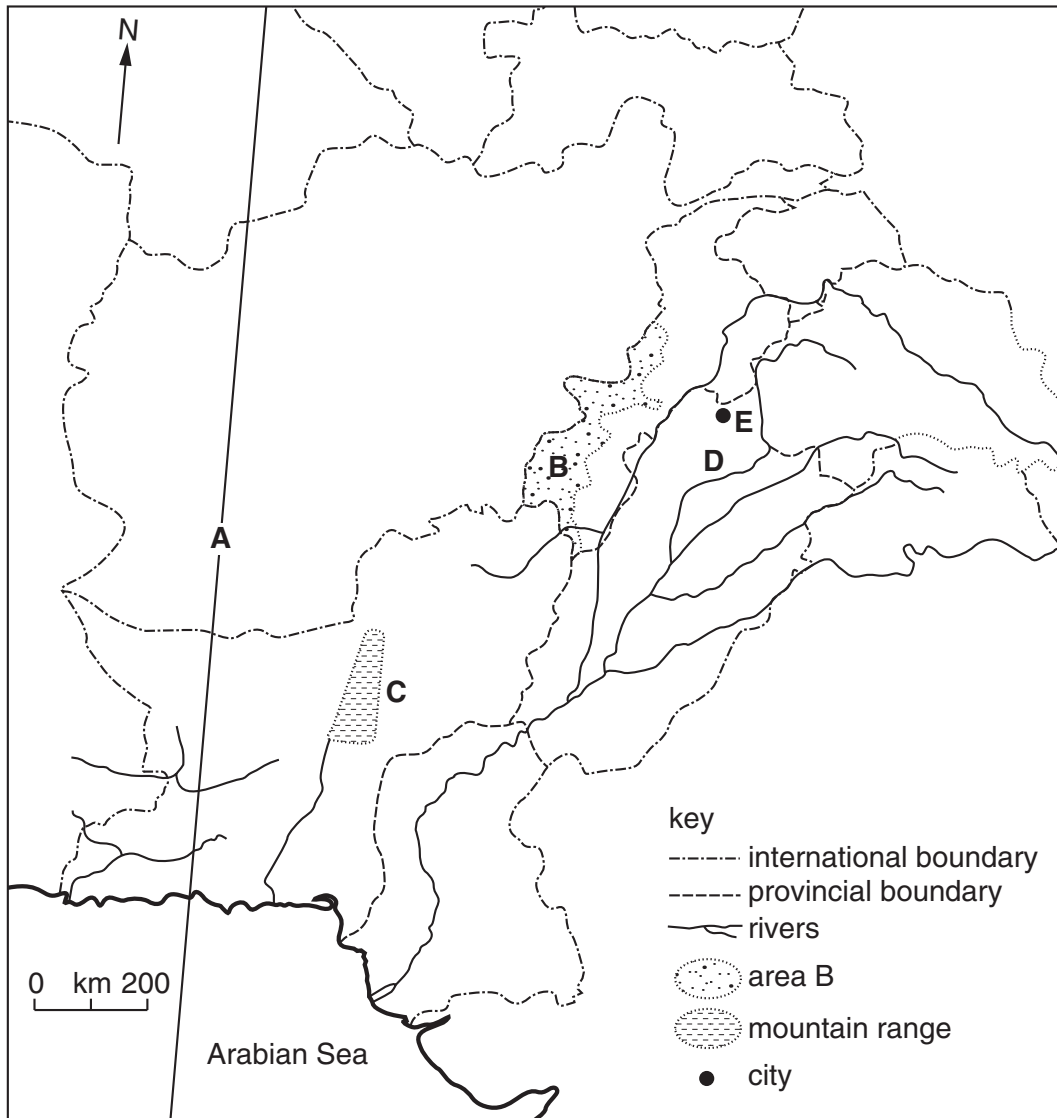 N
A
B
C
D
E
key
international boundary
provincial boundary
rivers
area B
mountain range
city
0 km 200
Arabian Sea